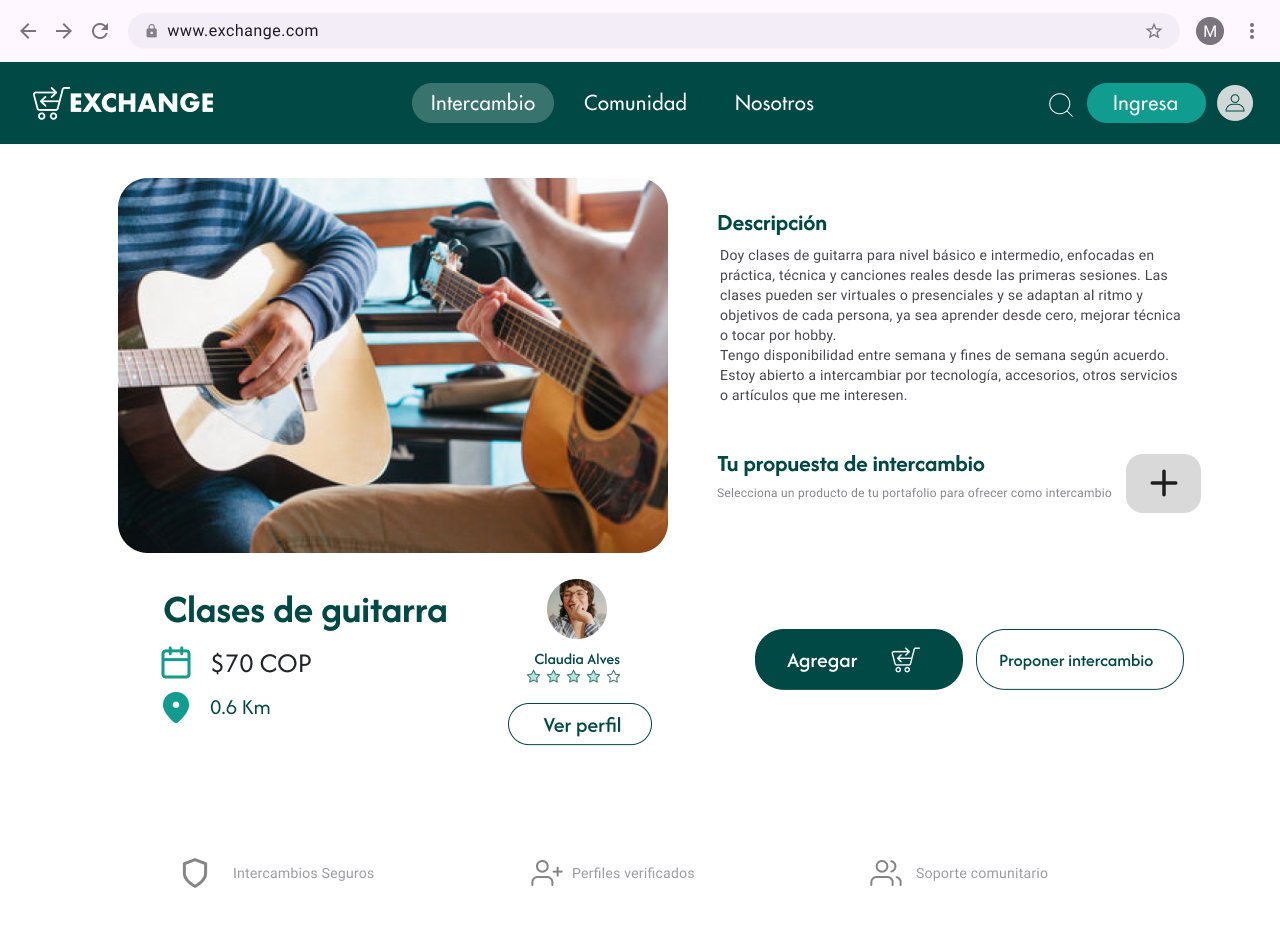 www.exchange.com
M
EXCHANGE
Intercambio
Comunidad
Nosotros
Ingresa
Descripción
Doy clases de guitarra para nivel básico e intermedio, enfocadas en
práctica, técnica y canciones reales desde las primeras sesiones. Las
clases pueden ser virtuales o presenciales y se adaptan al ritmo y
objetivos de cada persona, ya sea aprender desde cero, mejorar técnica
o tocar por hobby.
Tengo disponibilidad entre semana y fines de semana según acuerdo.
Estoy abierto a intercambiar por tecnología, accesorios, otros servicios
o artículos que me interesen.
Tu propuesta de intercambio
Selecciona un producto de tu portafolio para ofrecer como intercambio
Clases de guitarra
$70 COP
0.6 Km
Claudia Alves
Ver perfil
Agregar
Proponer intercambio
Intercambios Seguros
Perfiles verificados
Soporte comunitario